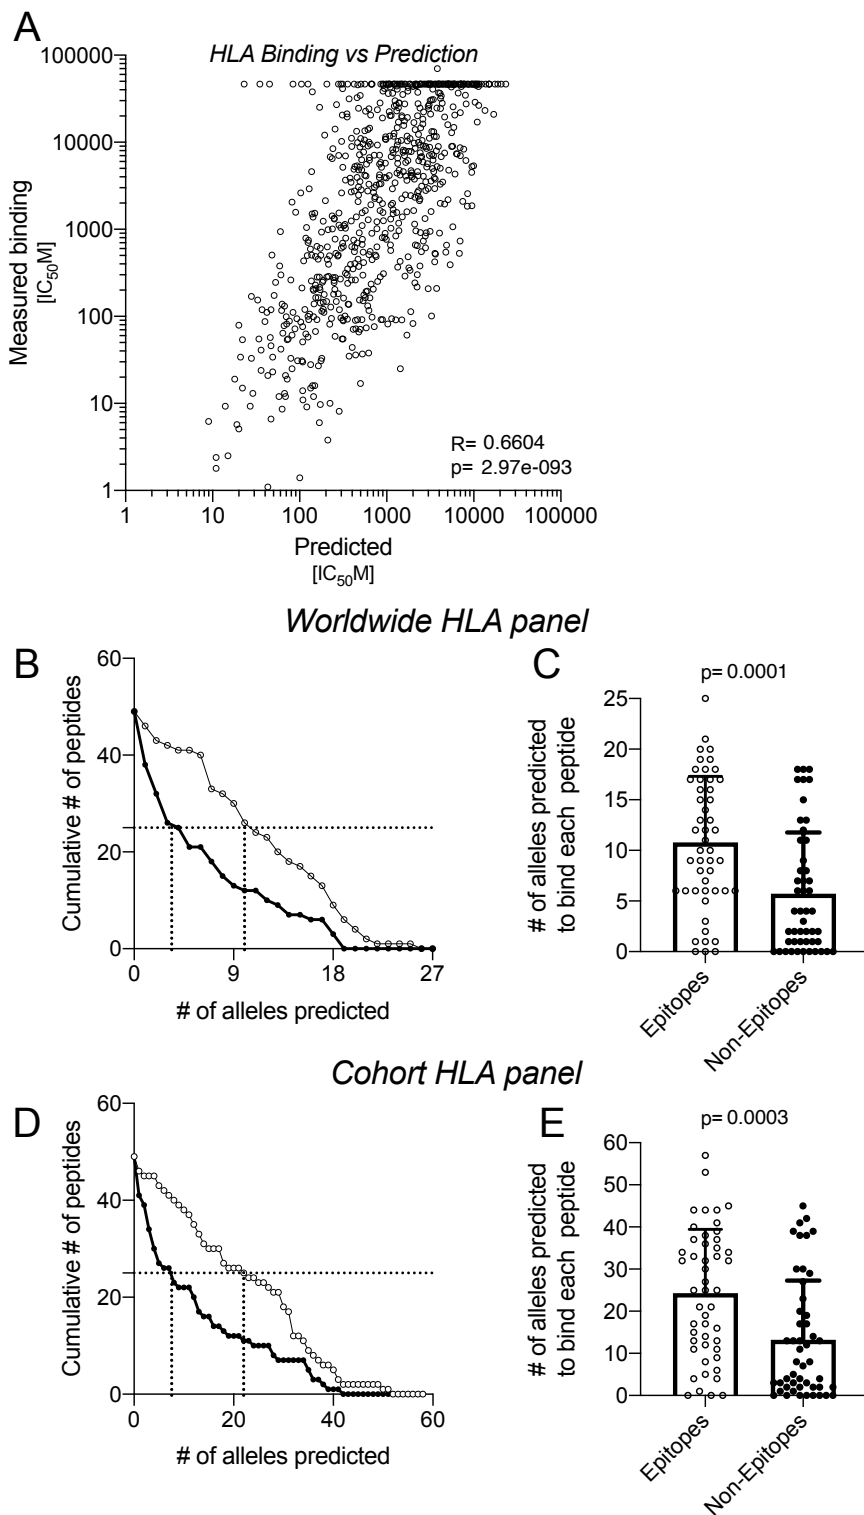 A
HLA Binding vs Prediction
100000
10000
1000
100
10
1
Measured binding
[IC50M]
R= 0.6604
p= 2.97e-093
1 10 100 1000 10000 100000
Predicted
[IC50M]
Worldwide HLA panel
B
60
40
20
0
Cumulative # of peptides
0 9 18 27
# of alleles predicted
C
p= 0.0001
25
20
15
10
5
0
# of alleles predicted
to bind each peptide
Epitopes
Non-Epitopes
Cohort HLA panel
D
60
40
20
0
Cumulative # of peptides
0 20 40 60
# of alleles predicted
E
p= 0.0003
60
50
40
30
20
10
0
# of alleles predicted
to bind each peptide
Epitopes
Non-Epitopes